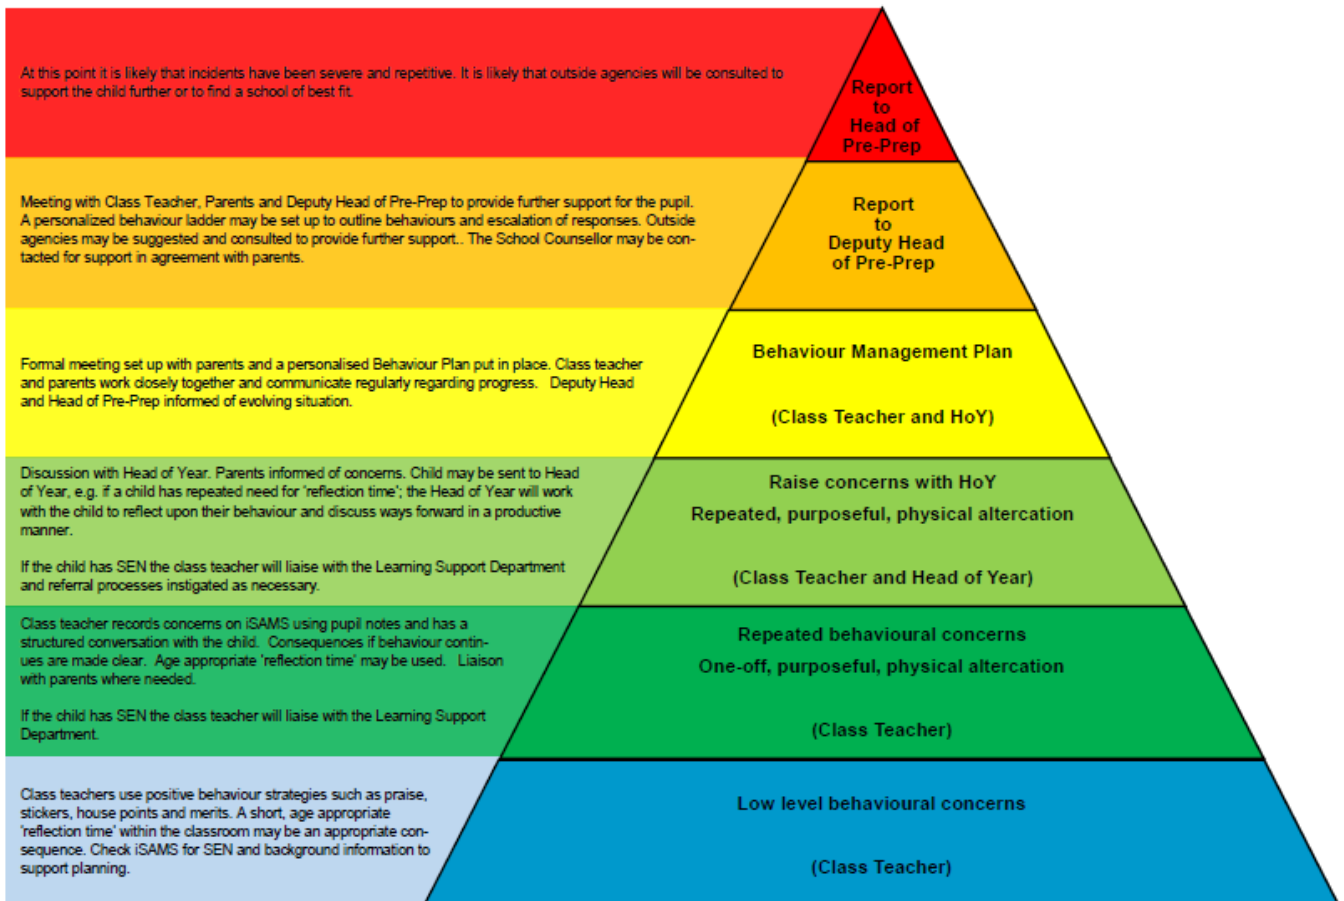 At this point it is likely that incidents have been severe and repetitive. It is likely that outside agencies will be consulted to
support the child further or to find a school of best fit.
Report
to
Head of
Pre-Prep
Meeting with Class Teacher, Parents and Deputy Head of Pre-Prep to provide further support for the pupil.
A personalized behaviour ladder may be set up to outline behaviours and escalation of responses. Outside
agencies may be suggested and consulted to provide further support.. The School Counsellor may be con-
tacted for support in agreement with parents.
Report
to
Deputy Head
of Pre-Prep
Formal meeting set up with parents and a personalised Behaviour Plan put in place. Class teacher
and parents work closely together and communicate regularly regarding progress. Deputy Head
and Head of Pre-Prep informed of evolving situation.
Behaviour Management Plan
(Class Teacher and HoY)
Discussion with Head of Year. Parents informed of concerns. Child may be sent to Head
of Year, e.g. if a child has repeated need for 'reflection time'; the Head of Year will work
with the child to reflect upon their behaviour and discuss ways forward in a productive
manner.
If the child has SEN the class teacher will liaise with the Learning Support Department
and referral processes instigated as necessary.
Raise concerns with HoY
Repeated, purposeful, physical altercation
(Class Teacher and Head of Year)
Class teacher records concerns on iSAMS using pupil notes and has a
structured conversation with the child. Consequences if behaviour contin-
ues are made clear. Age appropriate 'reflection time' may be used. Liaison
with parents where needed.
If the child has SEN the class teacher will liaise with the Learning Support
Department.
Repeated behavioural concerns
One-off, purposeful, physical altercation
(Class Teacher)
Class teachers use positive behaviour strategies such as praise,
stickers, house points and merits. A short, age appropriate
'reflection time' within the classroom may be an appropriate con-
sequence. Check iSAMS for SEN and background information to
support planning.
Low level behavioural concerns
(Class Teacher)